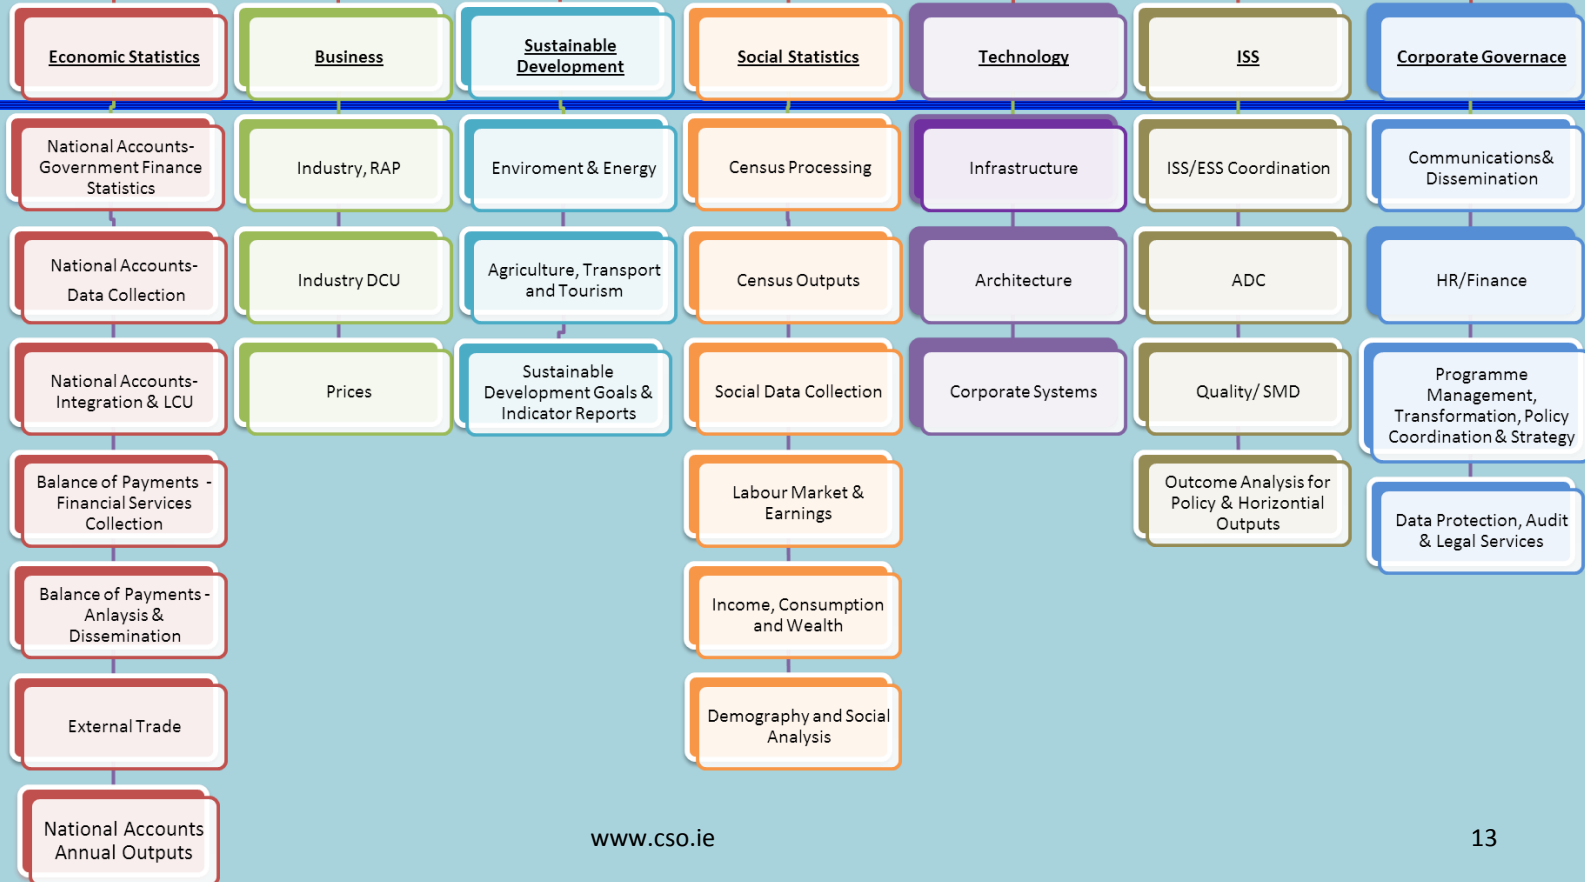 Economic Statistics
National Accounts-
Government Finance
Statistics
National Accounts-
Data Collection
National Accounts-
Integration & LCU
Balance of Payments -
Financial Services
Collection
Balance of Payments -
Anlaysis &
Dissemination
External Trade
National Accounts
Annual Outputs
Business
Industry, RAP
Industry DCU
Prices
Sustainable
Development
Enviroment & Energy
Agriculture, Transport
and Tourism
Sustainable
Development Goals &
Indicator Reports
Social Statistics
Census Processing
Census Outputs
Social Data Collection
Labour Market &
Earnings
Income, Consumption
and Wealth
Demography and Social
Analysis
Technology
Infrastructure
Architecture
Corporate Systems
ISS
ISS/ESS Coordination
ADC
Quality/ SMD
Outcome Analysis for
Policy & Horizontial
Outputs
Corporate Governace
Communications&
Dissemination
HR/Finance
Programme
Management,
Transformation, Policy
Coordination & Strategy
Data Protection, Audit
& Legal Services
www.cso.ie
13